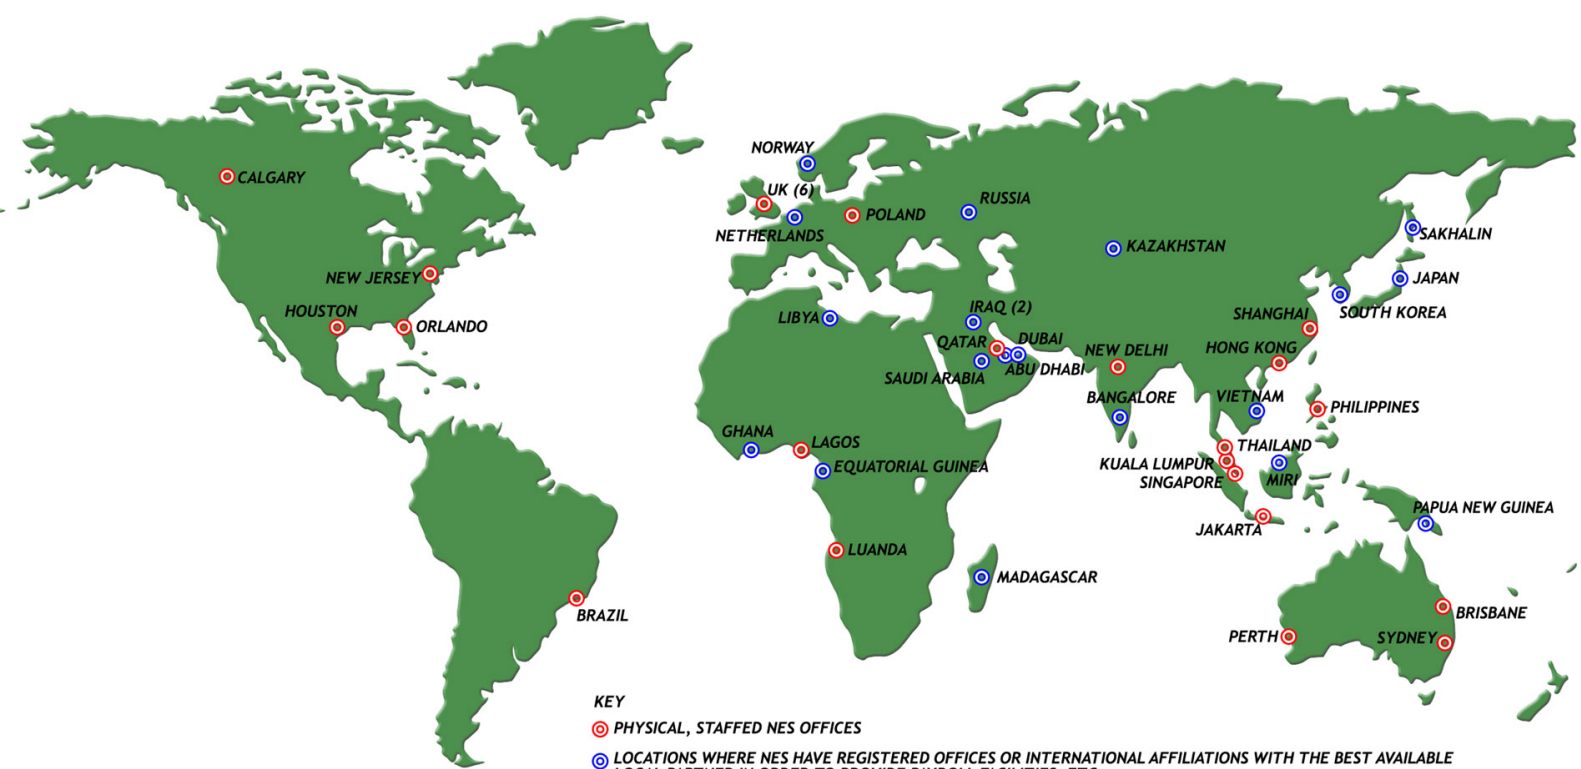 NORWAY
CALGARY
UK (6)
RUSSIA
POLAND
NETHERLANDS
SAKHALIN
KAZAKHSTAN
NEW JERSEY
JAPAN
HOUSTON
IRAQ (2)
SOUTH KOREA
LIBYA
SHANGHAI
ORLANDO
QATAR
DUBAI
NEW DELHI
HONG KONG
ABU DHABI
SAUDI ARABIA
BANGALORE
VIETNAM
PHILIPPINES
GHANA
LAGOS
THAILAND
EQUATORIAL GUINEA
KUALA LUMPUR
SINGAPORE
MIRI
PAPUA NEW GUINEA
JAKARTA
LUANDA
MADAGASCAR
BRAZIL
BRISBANE
PERTH
SYDNEY
KEY
PHYSICAL, STAFFED NES OFFICES
LOCATIONS WHERE NES HAVE REGISTERED OFFICES OR INTERNATIONAL AFFILIATIONS WITH THE BEST AVAILABLE